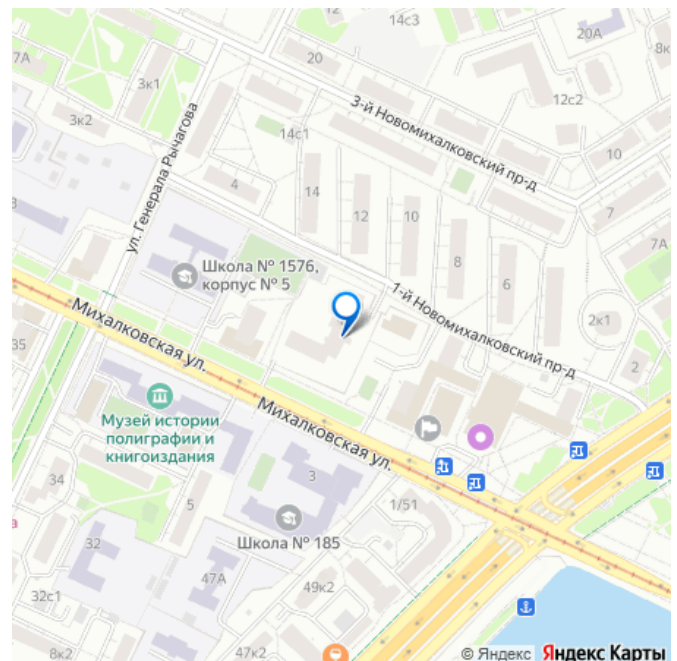 14с3
20А
8к
7А
20
3к1
3-й Новомихалковский пр-д
12с2
3к2
14с1
10
ул. Генерала Рычагова
4
14
12
10
7
3
7А
8
Школа № 1576,
корпус № 5
6
1-й Новомихалковский пр-д
2к1
Михалковская ул.
35
2
Музей истории
полиграфии и
книгоиздания
Михалковская ул.
3
34
5
1/51
а
Школа № 185
32
47А
49к2
32с1
8к2
47к2
© Яндекс Яндекс Карты